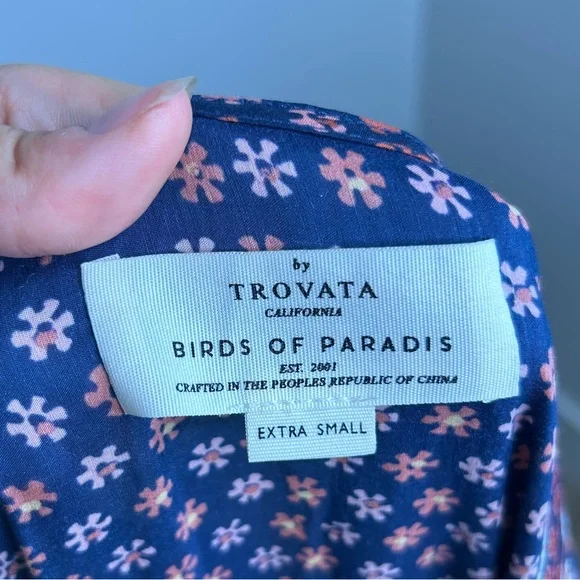 by
TROVATA
CALIFORNIA
BIRDS OF PARADIS
EST. 2001
CRAFTED IN THE PEOPLES REPUBLIC OF CHINA
EXTRA SMALL